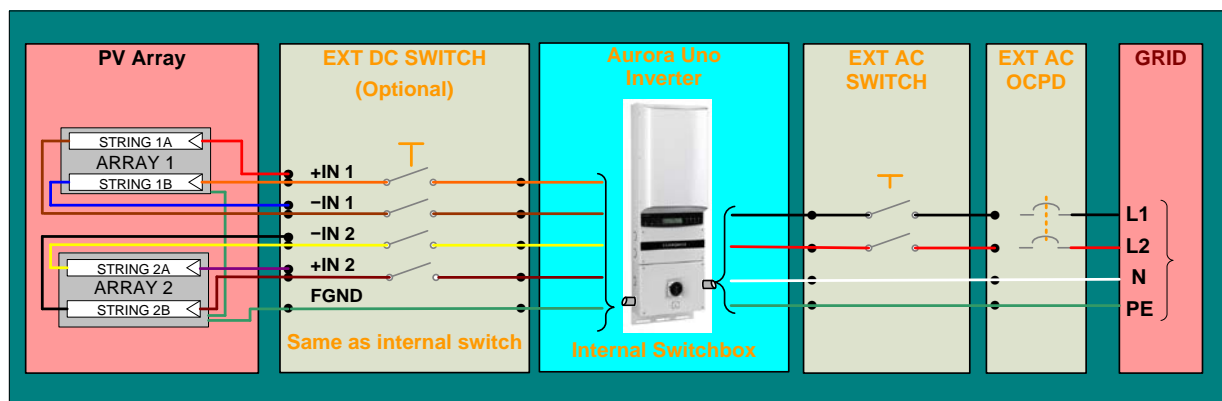 PV Array
STRING 1A
ARRAY 1
STRING 1B
STRING 2A
ARRAY 2
STRING 2B
EXT DC SWITCH
(Optional)
+IN 1
−IN 1
−IN 2
+IN 2
FGND
Same as internal switch
Aurora Uno
Inverter
Internal Switchbox
EXT AC
SWITCH
EXT AC
OCPD
GRID
L1
L2
N
PE